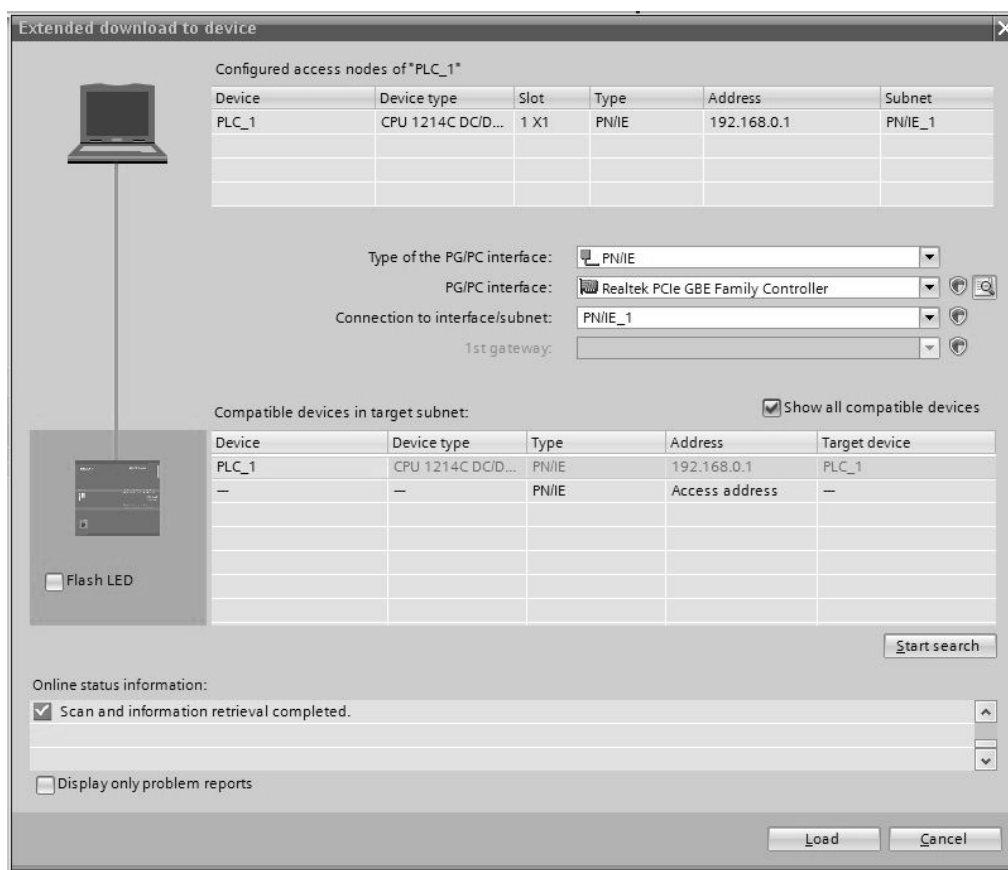 Extended download to device
Configured access nodes of "PLC_1"
Device Device type Slot Type Address Subnet
PLC_1 CPU 1214C DC/D... 1 X1 PN/IE 192.168.0.1 PN/IE_1
Type of the PG/PC interface: PN/IE
PG/PC interface: Realtek PCIe GBE Family Controller
Connection to interface/subnet: PN/IE_1
1st gateway:
Compatible devices in target subnet: Show all compatible devices
Device Device type Type Address Target device
PLC_1 CPU 1214C DC/D... PN/IE 192.168.0.1 PLC_1
— — PN/IE Access address —
Flash LED
Start search
Online status information:
Scan and information retrieval completed.
Display only problem reports
Load Cancel